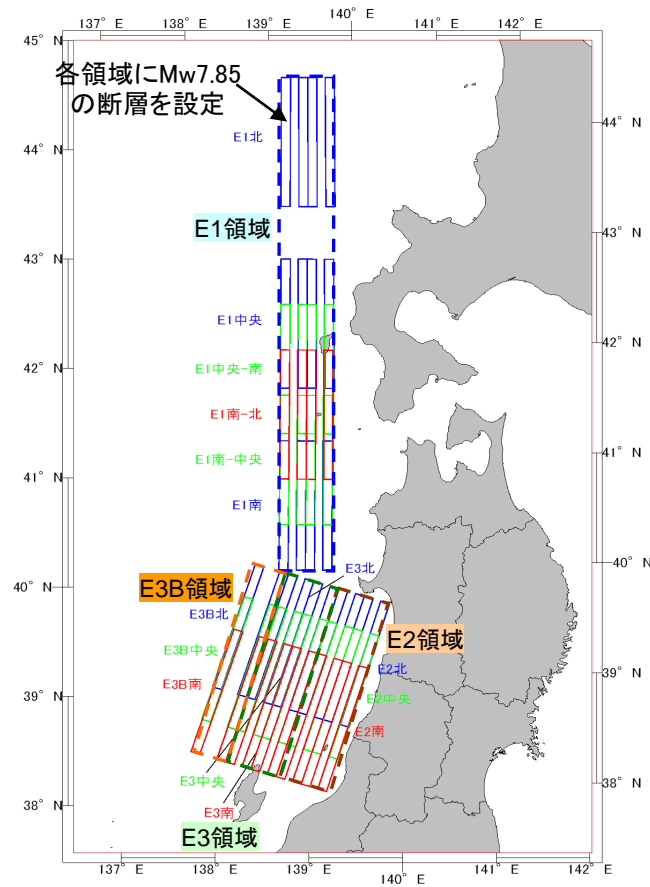 137° E 138° E 139° E 140° E 141° E 142° E
45° N
各領域にMw7.85
の断層を設定
44° N
44° N
E1北
E1領域
43° N
43° N
E1中央
42° N
42° N
E1中央-南
E1南-北
41° N
41° N
E1南-中央
E1南
40° N
40° N
E3北
E3B領域
E3B北
E2領域
E3B中央
E2北
39° N
39° N
E3B南
E2中央
E2南
E3中央
38° N
38° N
E3南
E3領域
137° E 138° E 139° E 140° E 141° E 142° E